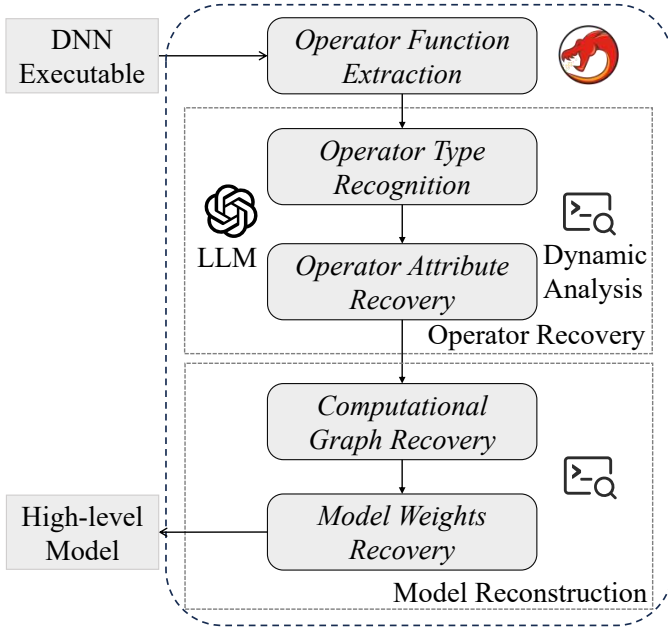 DNN
Executable
Operator Function
Extraction
Operator Type
Recognition
LLM
Operator Attribute
Recovery
Dynamic
Analysis
Operator Recovery
Computational
Graph Recovery
High-level
Model
Model Weights
Recovery
Model Reconstruction